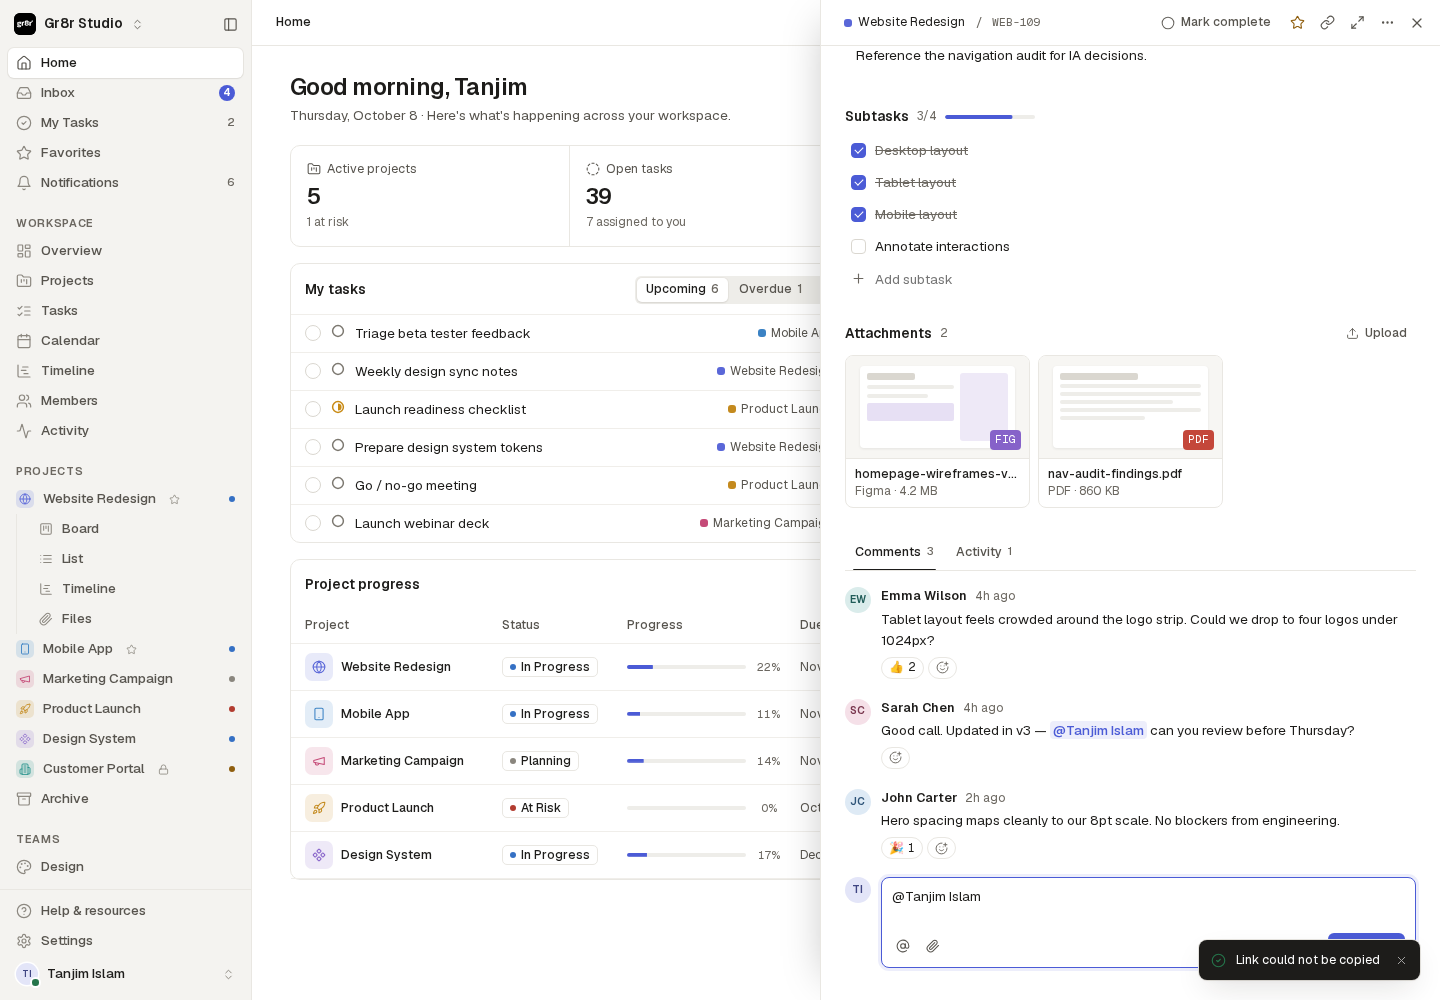 gr8r
Gr8r Studio
Home
Inbox
4
My Tasks
2
Favorites
Notifications
6
WORKSPACE
Overview
Projects
Tasks
Calendar
Timeline
Members
Activity
PROJECTS
Website Redesign
Board
List
Timeline
Files
Mobile App
Marketing Campaign
Product Launch
Design System
Customer Portal
Archive
TEAMS
Design
Help & resources
Settings
TI
Tanjim Islam
Home
Good morning, Tanjim
Thursday, October 8 · Here's what's happening across your workspace.
Active projects
5
1 at risk
Open tasks
39
7 assigned to you
My tasks
Upcoming 6
Overdue 1
Triage beta tester feedback
Mobile A
Weekly design sync notes
Website Redesig
Launch readiness checklist
Product Laun
Prepare design system tokens
Website Redesig
Go / no-go meeting
Product Laun
Launch webinar deck
Marketing Campaig
Project progress
Project Status Progress Due
Website Redesign In Progress 22% Nov
Mobile App In Progress 11% Nov
Marketing Campaign Planning 14% Nov
Product Launch At Risk 0% Oct
Design System In Progress 17% Dec
Website Redesign / WEB-109
Mark complete
Reference the navigation audit for IA decisions.
Subtasks 3/4
Desktop layout
Tablet layout
Mobile layout
Annotate interactions
Add subtask
Attachments 2
Upload
FIG
homepage-wireframes-v…
Figma · 4.2 MB
PDF
nav-audit-findings.pdf
PDF · 860 KB
Comments 3
Activity 1
EW
Emma Wilson 4h ago
Tablet layout feels crowded around the logo strip. Could we drop to four logos under
1024px?
👍 2
SC
Sarah Chen 4h ago
Good call. Updated in v3 — @Tanjim Islam can you review before Thursday?
JC
John Carter 2h ago
Hero spacing maps cleanly to our 8pt scale. No blockers from engineering.
🎉 1
TI
@Tanjim Islam
Link could not be copied